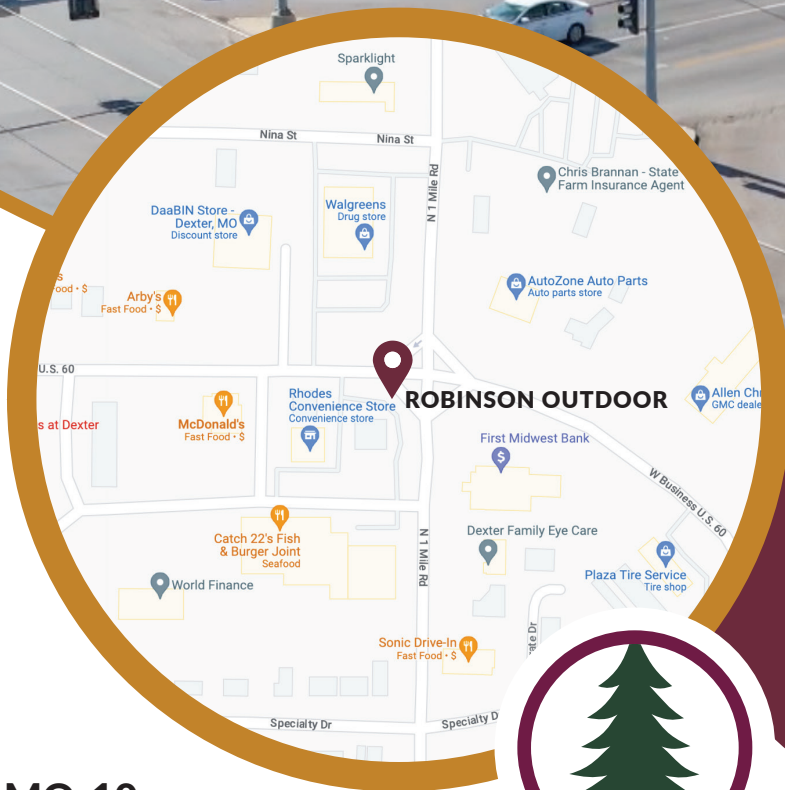 Sparklight
Nina St
Nina St
N 1 Mile Rd
Chris Brannan - State
Farm Insurance Agent
DaaBIN Store -
Dexter, MO
Discount store
Walgreens
Drug store
s
ood • $
Arby's
Fast Food • $
AutoZone Auto Parts
Auto parts store
U.S. 60
Rhodes
Convenience Store
Convenience store
ROBINSON OUTDOOR
Allen Ch
GMC deale
s at Dexter
McDonald's
Fast Food • $
First Midwest Bank
W Business U.S. 60
Catch 22's Fish
& Burger Joint
Seafood
N 1 Mile Rd
Dexter Family Eye Care
World Finance
Plaza Tire Service
Tire shop
Sonic Drive-In
Fast Food • $
ate Dr
Specialty Dr
Specialty D